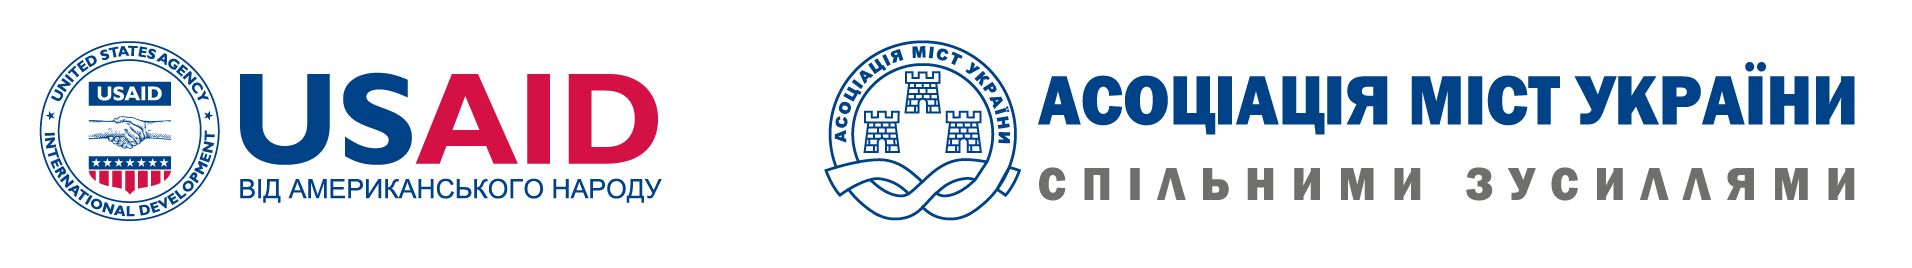 UNITED STATES AGENCY
USAID
INTERNATIONAL DEVELOPMENT
USAID
ВІД АМЕРИКАНСЬКОГО НАРОДУ
АСОЦІАЦІЯ МІСТ УКРАЇНИ
АСОЦІАЦІЯ МІСТ УКРАЇНИ
СПІЛЬНИМИ ЗУСИЛЛЯМИ